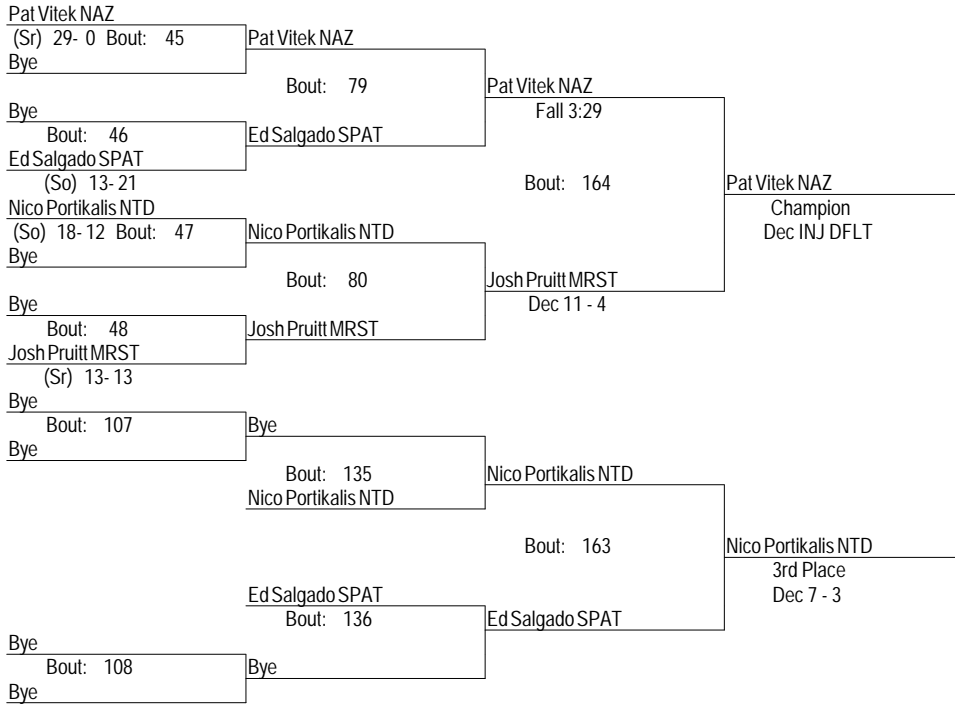 Pat Vitek NAZ
(Sr) 29- 0 Bout: 45
Pat Vitek NAZ
Bye
Bout: 79
Pat Vitek NAZ
Bye
Fall 3:29
Bout: 46
Ed Salgado SPAT
Ed Salgado SPAT
(So) 13- 21
Bout: 164
Pat Vitek NAZ
Nico Portikalis NTD
Champion
(So) 18- 12 Bout: 47
Nico Portikalis NTD
Dec INJ DFLT
Bye
Bout: 80
Josh Pruitt MRST
Bye
Dec 11 - 4
Bout: 48
Josh Pruitt MRST
Josh Pruitt MRST
(Sr) 13- 13
Bye
Bout: 107
Bye
Bye
Bout: 135
Nico Portikalis NTD
Nico Portikalis NTD
Bout: 163
Nico Portikalis NTD
3rd Place
Ed Salgado SPAT
Dec 7 - 3
Bout: 136
Ed Salgado SPAT
Bye
Bout: 108
Bye
Bye